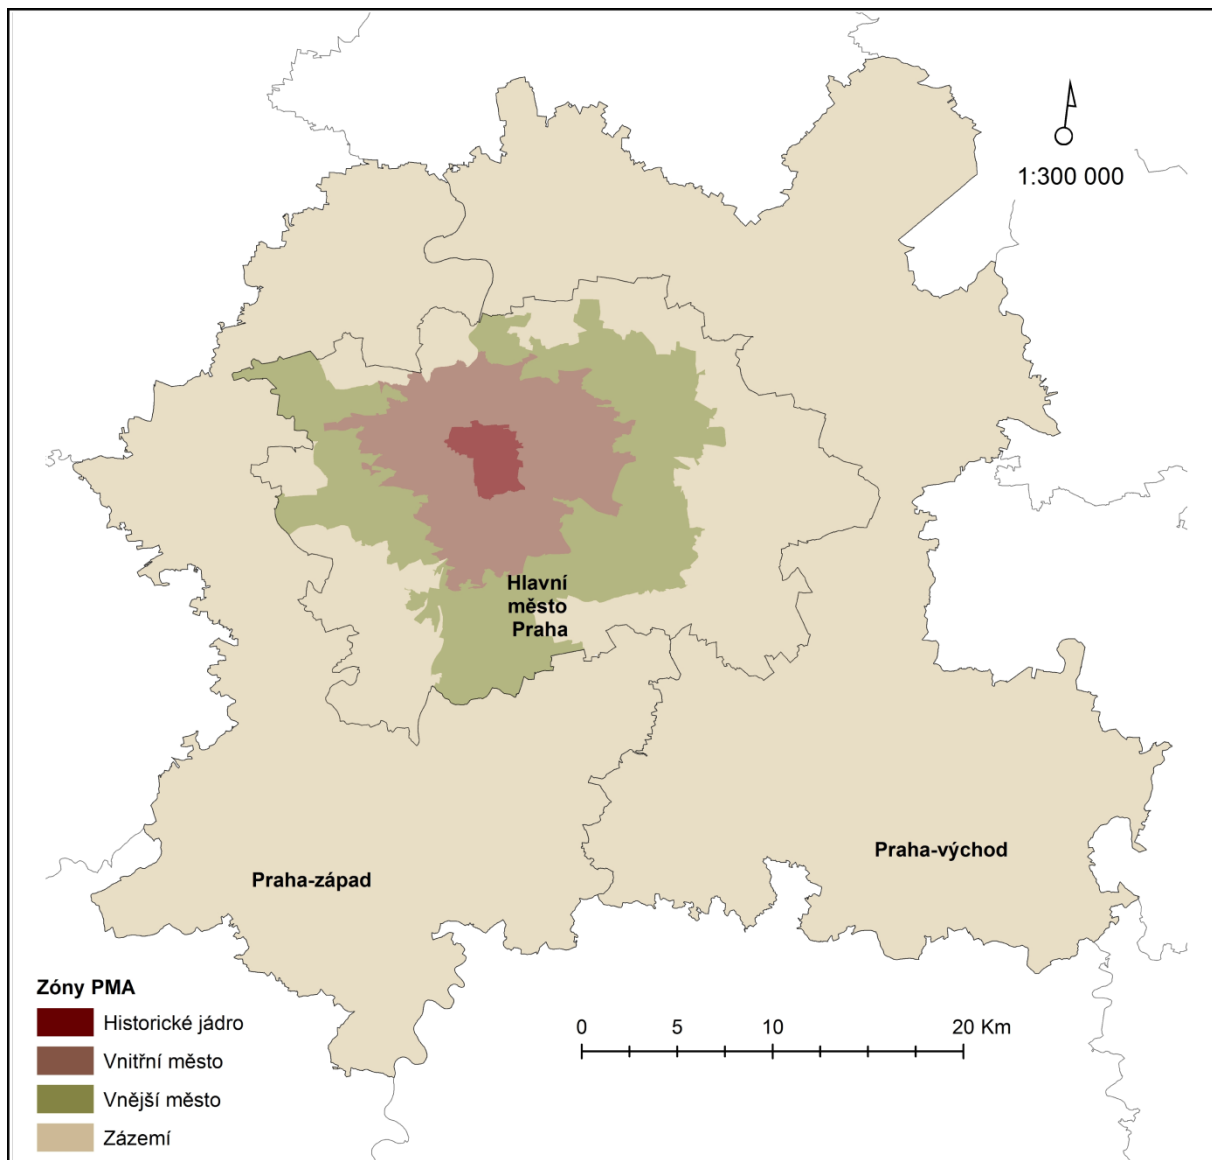 1:300 000
Hlavní
město
Praha
Praha-východ
Praha-západ
Zóny PMA
Historické jádro
Vnitřní město
Vnější město
Zázemí
0 5 10 20 Km